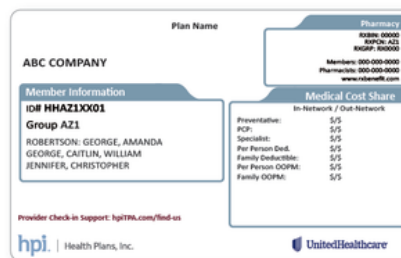 Plan Name
Pharmacy
RXBIN: 00000
RXPCN: AZ1
RXGRP: RX0000
Members: 000-000-0000
Pharmacists: 000-000-0000
www.rxbenefit.com
ABC COMPANY
Member Information
ID# HHAZ1XX01
Group AZ1
ROBERTSON: GEORGE, AMANDA
GEORGE, CAITLIN, WILLIAM
JENNIFER, CHRISTOPHER
Medical Cost Share
In-Network / Out-Network
Preventative: $/$
PCP: $/$
Specialist: $/$
Per Person Ded. $/$
Family Deductible: $/$
Per Person OOPM: $/$
Family OOPM: $/$
Provider Check-in Support: hpiTPA.com/find-us
hpi. | Health Plans, Inc.
UnitedHealthcare